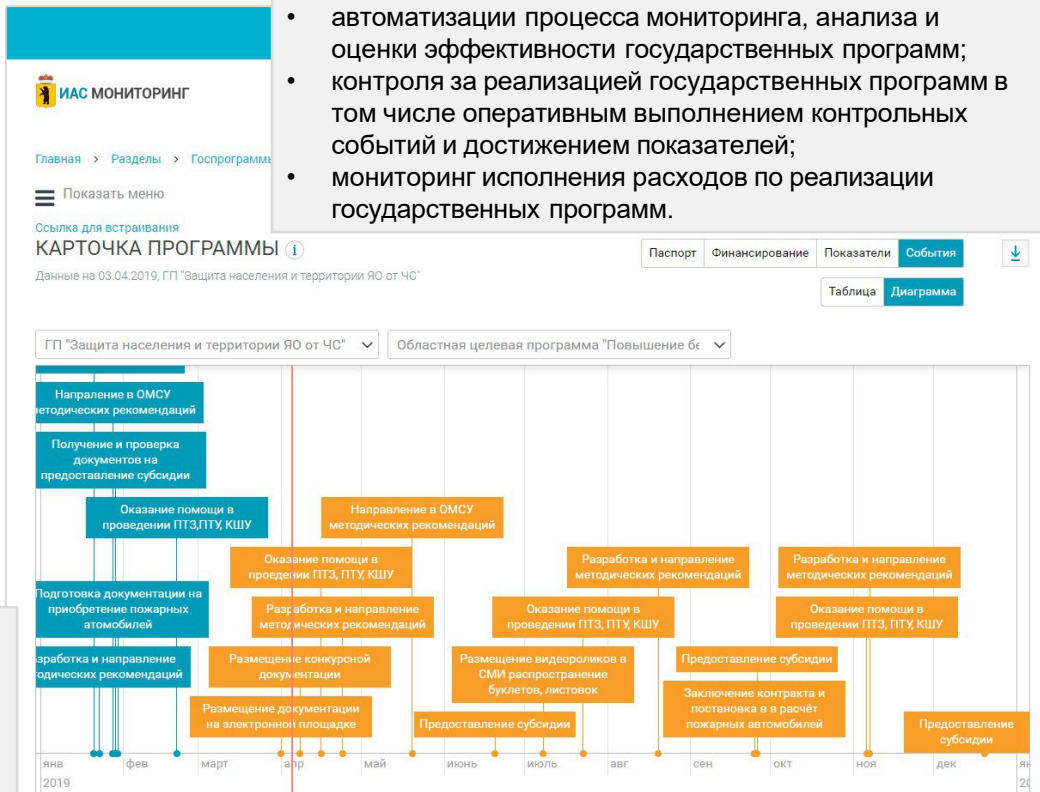 • автоматизации процесса мониторинга, анализа и
оценки эффективности государственных программ;
• контроля за реализацией государственных программ в
том числе оперативным выполнением контрольных
событий и достижением показателей;
• мониторинг исполнения расходов по реализации
государственных программ.
ИАС МОНИТОРИНГ
Главная > Разделы > Госпрограммы
Показать меню
Ссылка для встраивания
КАРТОЧКА ПРОГРАММЫ i
Данные на 03.04.2019, ГП "Защита населения и территории ЯО от ЧС"
Паспорт Финансирование Показатели События
Таблица Диаграмма
ГП "Защита населения и территории ЯО от ЧС"
Областная целевая программа "Повышение бе
Напраление в ОМСУ
методических рекомендаций
Получение и проверка
документов на
предоставление субсидии
Оказание помощи в
проведении ПТЗ,ПТУ, КШУ
Направление в ОМСУ
методических рекомендаций
Оказание помощи в
проедении ПТЗ, ПТУ, КШУ
Разработка и направление
методических рекомендаций
Разработка и направление
методических рекомендаций
Подготовка документации на
приобретение пожарных
атомобилей
Разработка и направление
методических рекомендаций
Оказание помощи в
проведении ПТЗ, ПТУ, КШУ
Оказание помощи в
проведении ПТЗ, ПТУ, КШУ
зработка и направление
одических рекомендаций
Размещение конкурсной
документации
Размещение видеороликов в
СМИ распространение
буклетов, листовок
Предоставление субсидии
Размещение документации
на электронной площадке
Предоставление субсидии
Заключение контракта и
постановка в в расчёт
пожарных автомобилей
Предоставление
субсидии
янв фев март апр май июнь июль авг сен окт ноя дек ян
2019 20